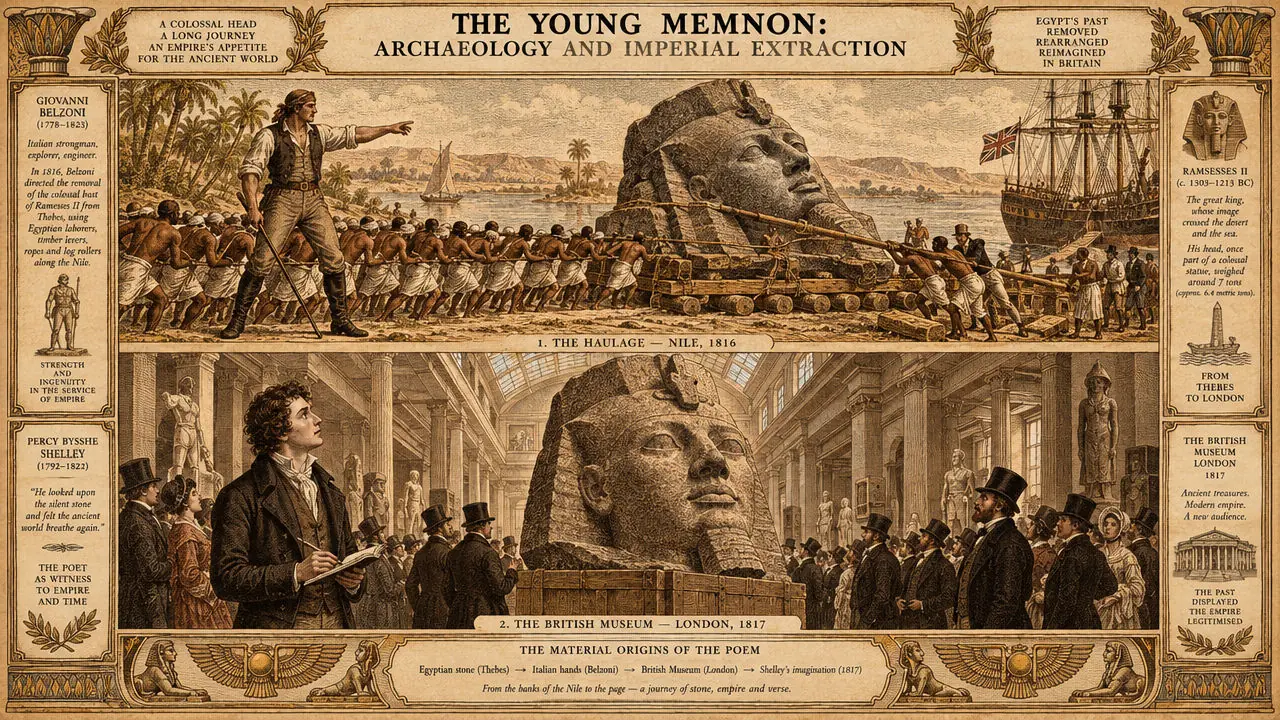 A COLOSSAL HEAD
A LONG JOURNEY
AN EMPIRE'S APPETITE
FOR THE ANCIENT WORLD
THE YOUNG MEMNON:
ARCHAEOLOGY AND IMPERIAL EXTRACTION
EGYPT'S PAST
REMOVED
REARRANGED
REIMAGINED
IN BRITAIN
GIOVANNI
BELZONI
(1778–1823)
Italian strongman,
explorer, engineer.
In 1816, Belzoni
directed the removal
of the colossal bust
of Ramesses II from
Thebes, using
Egyptian laborers,
timber levers,
ropes and log rollers
along the Nile.
STRENGTH
AND
INGENUITY
IN THE SERVICE
OF EMPIRE
1. THE HAULAGE — NILE, 1816
RAMSESSES II
(c. 1303–1213 BC)
The great king,
whose image
crossed the desert
and the sea.
His head, once
part of a colossal
statue, weighed
around 7 tons
(approx. 6.4 metric tons).
FROM
THEBES
TO LONDON
PERCY BYSSHE
SHELLEY
(1792–1822)
"He looked upon
the silent stone
and felt the ancient
world breathe again."
THE POET
AS WITNESS
TO EMPIRE
AND TIME
2. THE BRITISH MUSEUM — LONDON, 1817
THE BRITISH
MUSEUM
LONDON
1817
Ancient treasures.
Modern empire.
A new audience.
THE PAST
DISPLAYED
THE EMPIRE
LEGITIMISED
THE MATERIAL ORIGINS OF THE POEM
Egyptian stone (Thebes) → Italian hands (Belzoni) → British Museum (London) → Shelley's imagination (1817)
From the banks of the Nile to the page — a journey of stone, empire and verse.